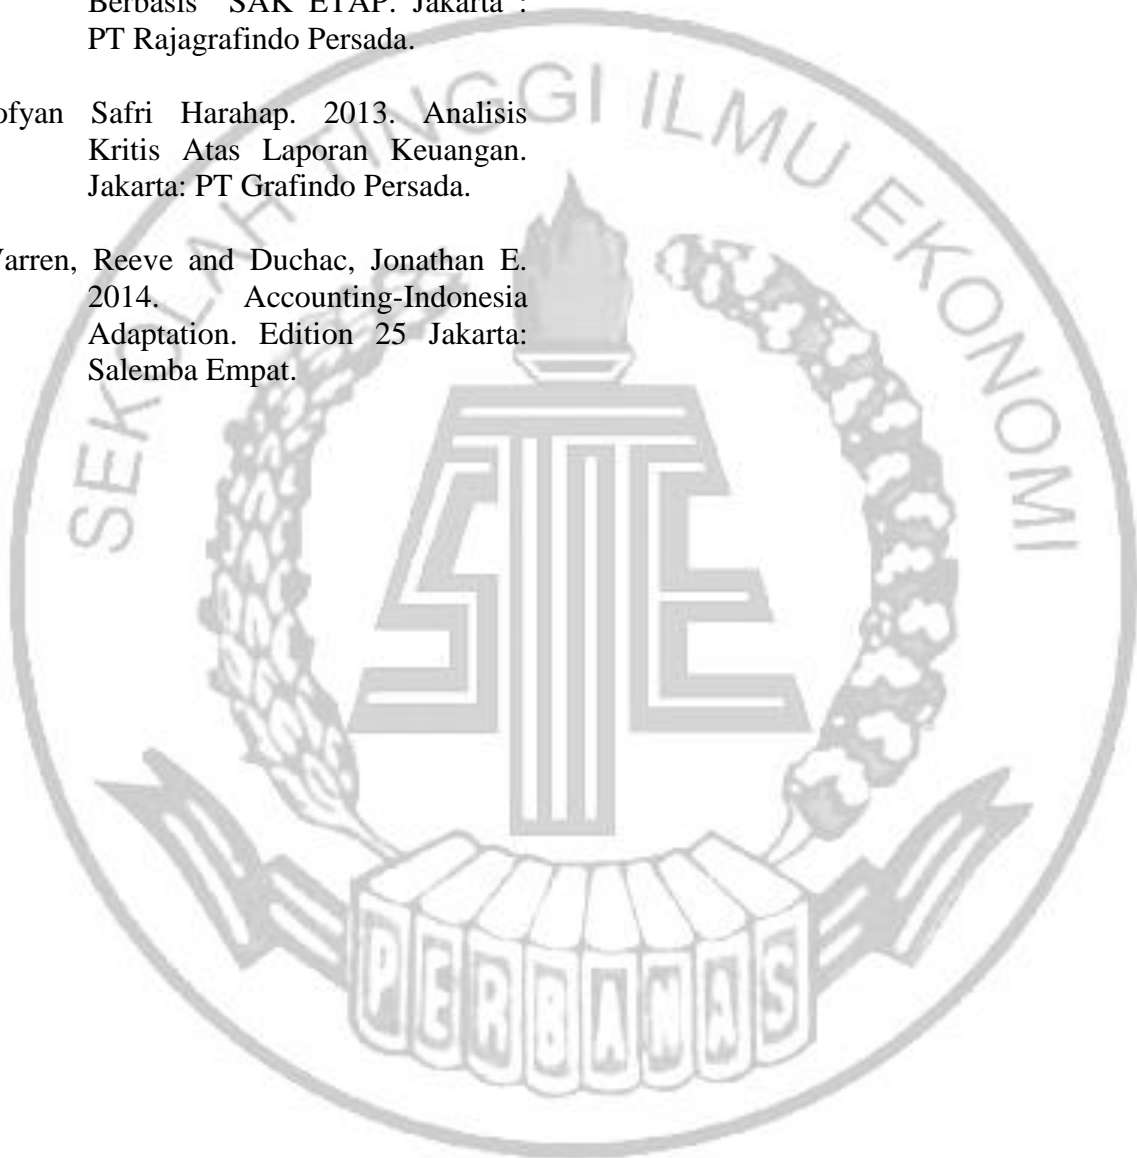 Berbasis SAK ETAP. Jakarta :
PT Rajagrafindo Persada.
ofyan Safri Harahap. 2013. Analisis
Kritis Atas Laporan Keuangan.
Jakarta: PT Grafindo Persada.
arren, Reeve and Duchac, Jonathan E.
2014. Accounting-Indonesia
Adaptation. Edition 25 Jakarta:
Salemba Empat.
SEKOLAH TINGGI ILMU EKONOMI
STIE
PERBANAS